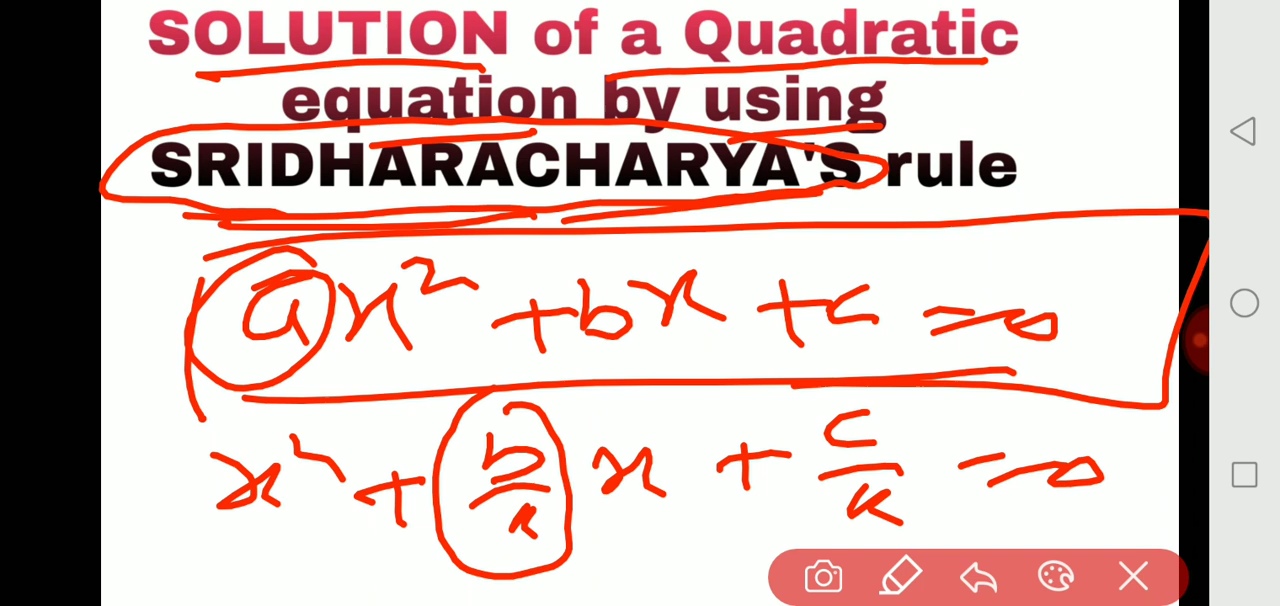 SOLUTION of a Quadratic
equation by using
SRIDHARACHARYA'S rule
ax² + bx + c = 0
x² + b/a x + c/a = 0